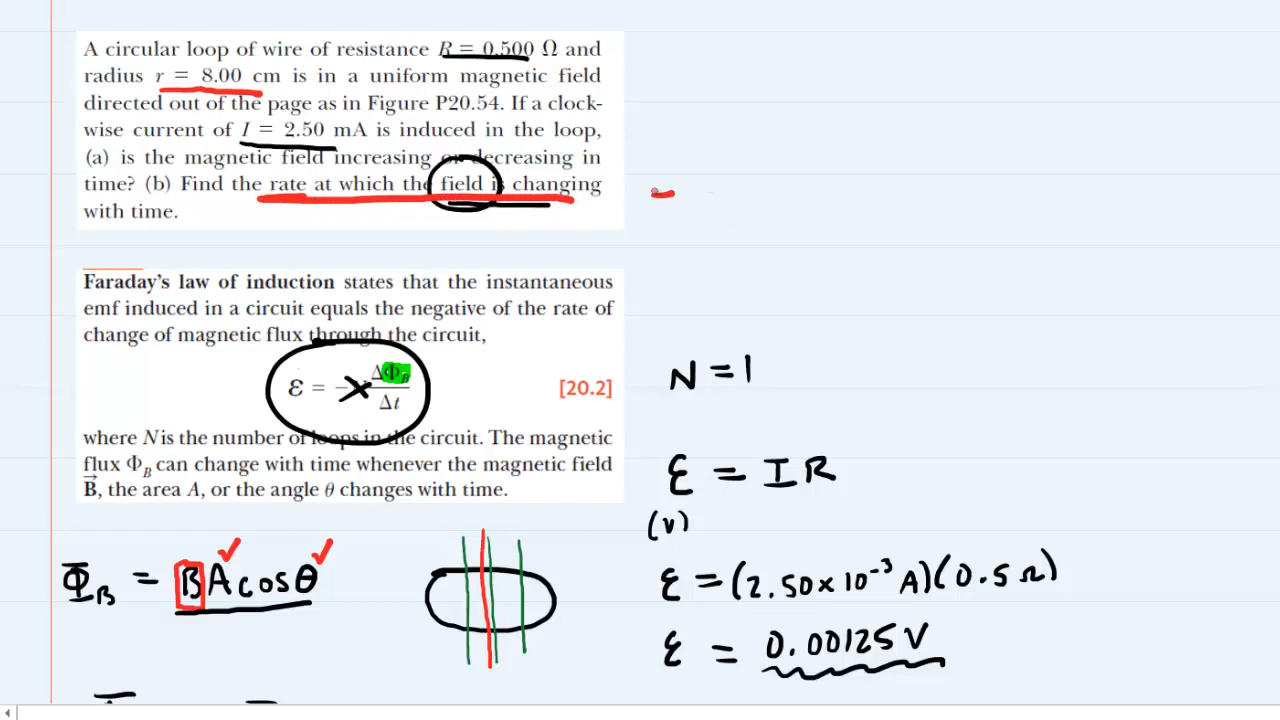 A circular loop of wire of resistance R = 0.500 Ω and
radius r = 8.00 cm is in a uniform magnetic field
directed out of the page as in Figure P20.54. If a clock-
wise current of I = 2.50 mA is induced in the loop,
(a) is the magnetic field increasing or decreasing in
time? (b) Find the rate at which the field is changing
with time.
Faraday's law of induction states that the instantaneous
emf induced in a circuit equals the negative of the rate of
change of magnetic flux through the circuit,
ε = − ΔΦB / Δt [20.2]
where N is the number of loops in the circuit. The magnetic
flux ΦB can change with time whenever the magnetic field
B, the area A, or the angle θ changes with time.
ΦB = BA cos θ
N = 1
ε = IR
(V)
ε = (2.50 × 10⁻³ A)(0.5 Ω)
ε = 0.00125 V